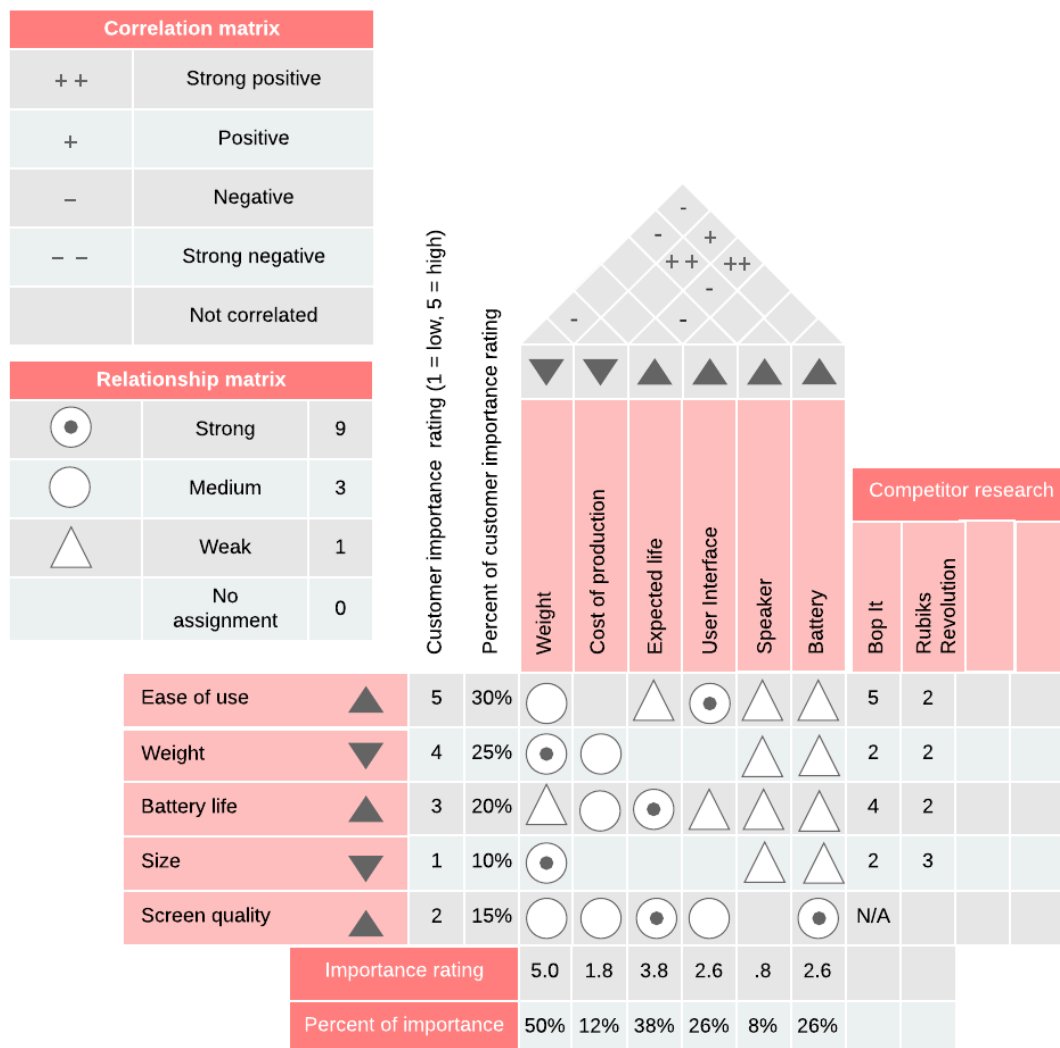 Correlation matrix
+ + Strong positive
+ Positive
− Negative
− − Strong negative
Not correlated
Relationship matrix
Strong 9
Medium 3
Weak 1
No
assignment 0
-
- +
+ + ++
-
- -
Customer importance rating (1 = low, 5 = high)
Percent of customer importance rating
Weight
Cost of production
Expected life
User Interface
Speaker
Battery
Competitor research
Bop It
Rubiks
Revolution
Ease of use 5 30% 5 2
Weight 4 25% 2 2
Battery life 3 20% 4 2
Size 1 10% 2 3
Screen quality 2 15% N/A
Importance rating 5.0 1.8 3.8 2.6 .8 2.6
Percent of importance 50% 12% 38% 26% 8% 26%